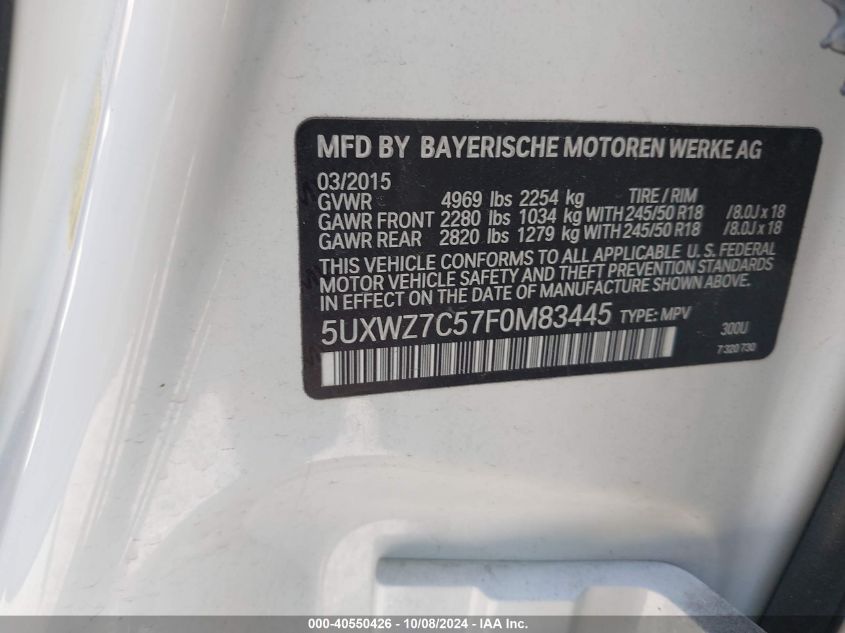 MFD BY BAYERISCHE MOTOREN WERKE AG
03/2015
GVWR 4969 lbs 2254 kg TIRE / RIM
GAWR FRONT 2280 lbs 1034 kg WITH 245/50 R18 /8.0J x 18
GAWR REAR 2820 lbs 1279 kg WITH 245/50 R18 /8.0J x 18
THIS VEHICLE CONFORMS TO ALL APPLICABLE U. S. FEDERAL
MOTOR VEHICLE SAFETY AND THEFT PREVENTION STANDARDS
IN EFFECT ON THE DATE OF MANUFACTURE SHOWN ABOVE.
5UXWZ7C57F0M83445 TYPE: MPV 300U
7 320 730
000-40550426 - 10/08/2024 - IAA Inc.